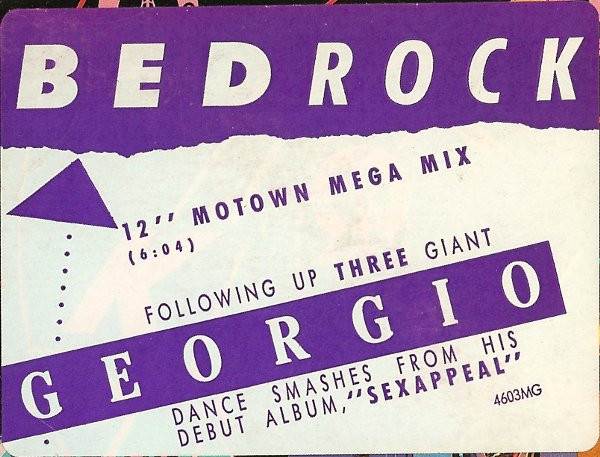 BEDROCK
12" MOTOWN MEGA MIX
(6:04)
FOLLOWING UP THREE GIANT
GEORGIO
DANCE SMASHES FROM HIS
DEBUT ALBUM, "SEXAPPEAL"
4603MG